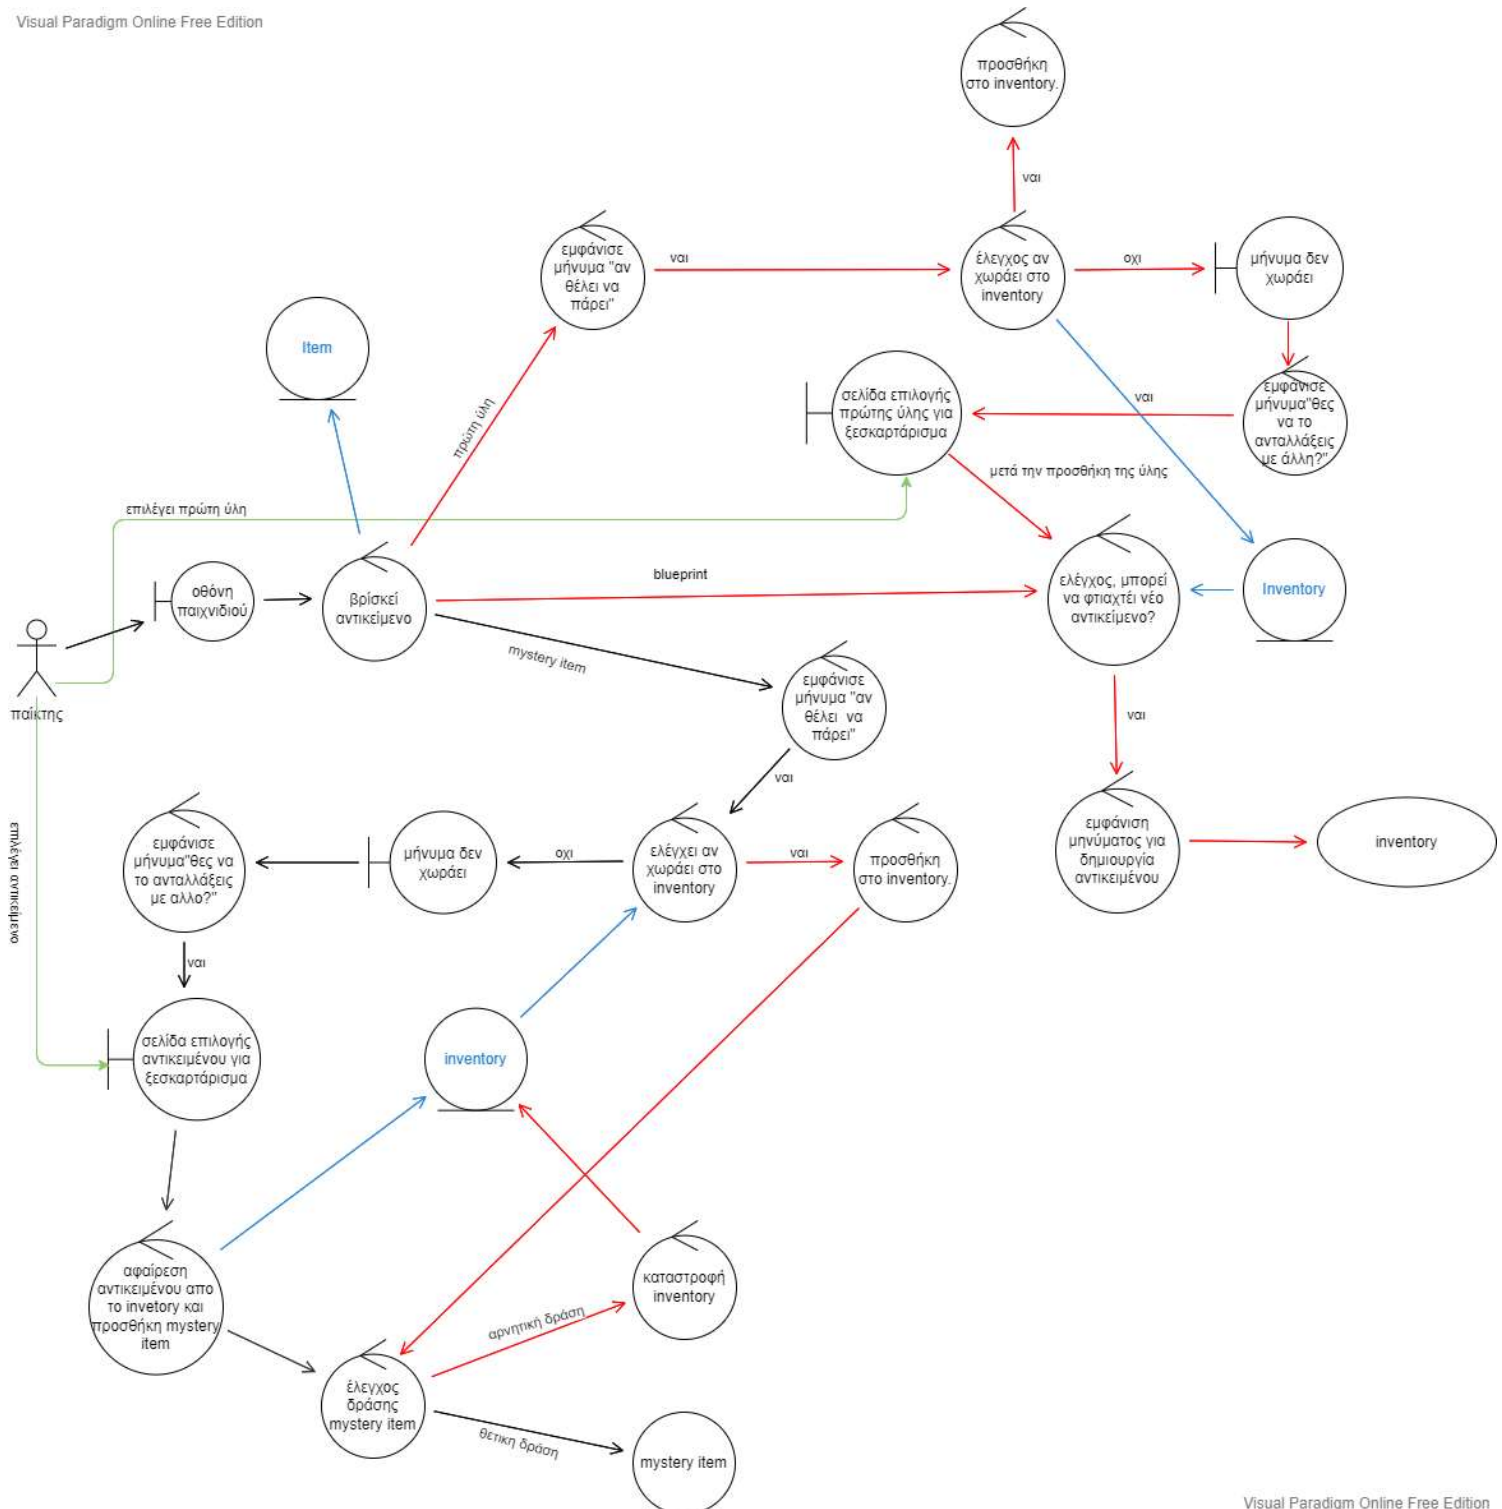 Visual Paradigm Online Free Edition
προσθήκη
στο inventory.
ναι
εμφάνισε
μήνυμα "αν
θέλει να
πάρει"
ναι
έλεγχος αν
χωράει στο
inventory
οχι
μήνυμα δεν
χωράει
Item
πρώτη ύλη
σελίδα επιλογής
πρώτης ύλης για
ξεσκαρτάρισμα
ναι
εμφάνισε
μήνυμα"θες
να το
ανταλλάξεις
με άλλη?"
μετά την προσθήκη της ύλης
επιλέγει πρώτη ύλη
οθόνη
παιχνιδιού
βρίσκεί
αντικείμενο
blueprint
ελέγχος, μπορεί
να φτιαχτέί νέο
αντικείμενο?
Inventory
mystery item
παίκτης
εμφάνισε
μήνυμα "αν
θέλει να
πάρει"
ναι
ναι
εμφάνισε
μήνυμα"θες να
το ανταλλάξεις
με αλλο?"
μήνυμα δεν
χωράει
οχι
ελέγχει αν
χωράει στο
inventory
ναι
προσθήκη
στο inventory.
εμφάνιση
μηνύματος για
δημιουργία
αντικειμένου
inventory
επιλέγει αντικείμενο
ναι
σελίδα επιλογής
αντικειμένου για
ξεσκαρτάρισμα
inventory
αφαίρεση
αντικειμένου απο
το invetory και
προσθήκη mystery
item
καταστροφή
inventory
αρνητική δράση
έλεγχος
δράσης
mystery item
θετικη δράση
mystery item
Visual Paradigm Online Free Edition